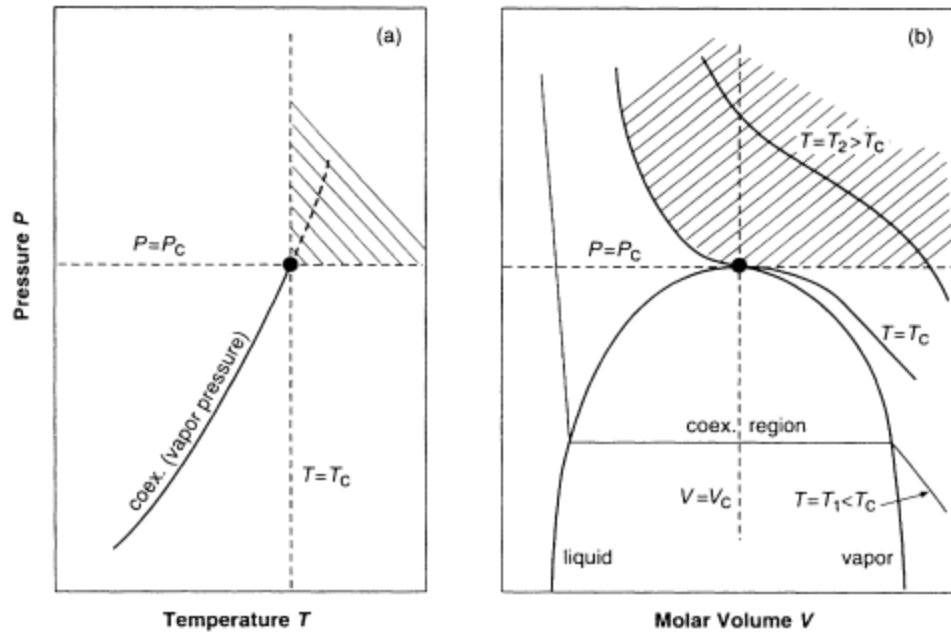 (a)
P=P_C
coex. (vapor pressure)
T=T_C
Pressure P
Temperature T
(b)
T=T_2>T_C
P=P_C
T=T_C
coex. region
V=V_C
T=T_1<T_C
liquid
vapor
Molar Volume V